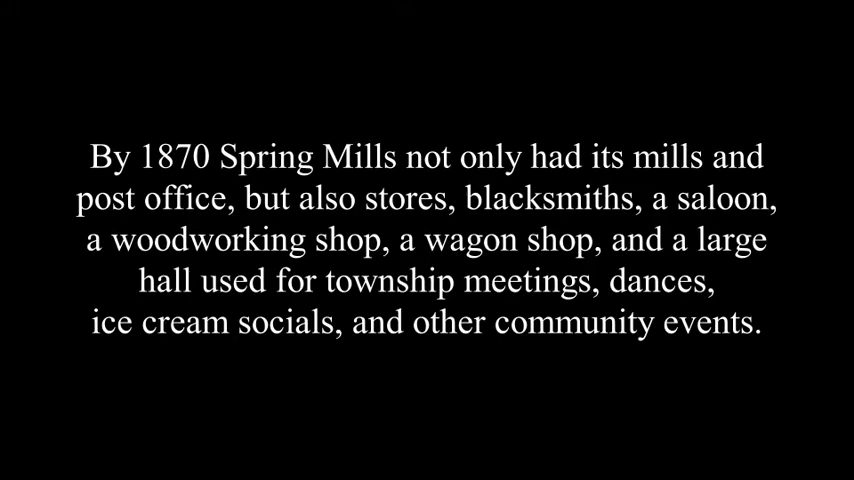 By 1870 Spring Mills not only had its mills and
post office, but also stores, blacksmiths, a saloon,
a woodworking shop, a wagon shop, and a large
hall used for township meetings, dances,
ice cream socials, and other community events.